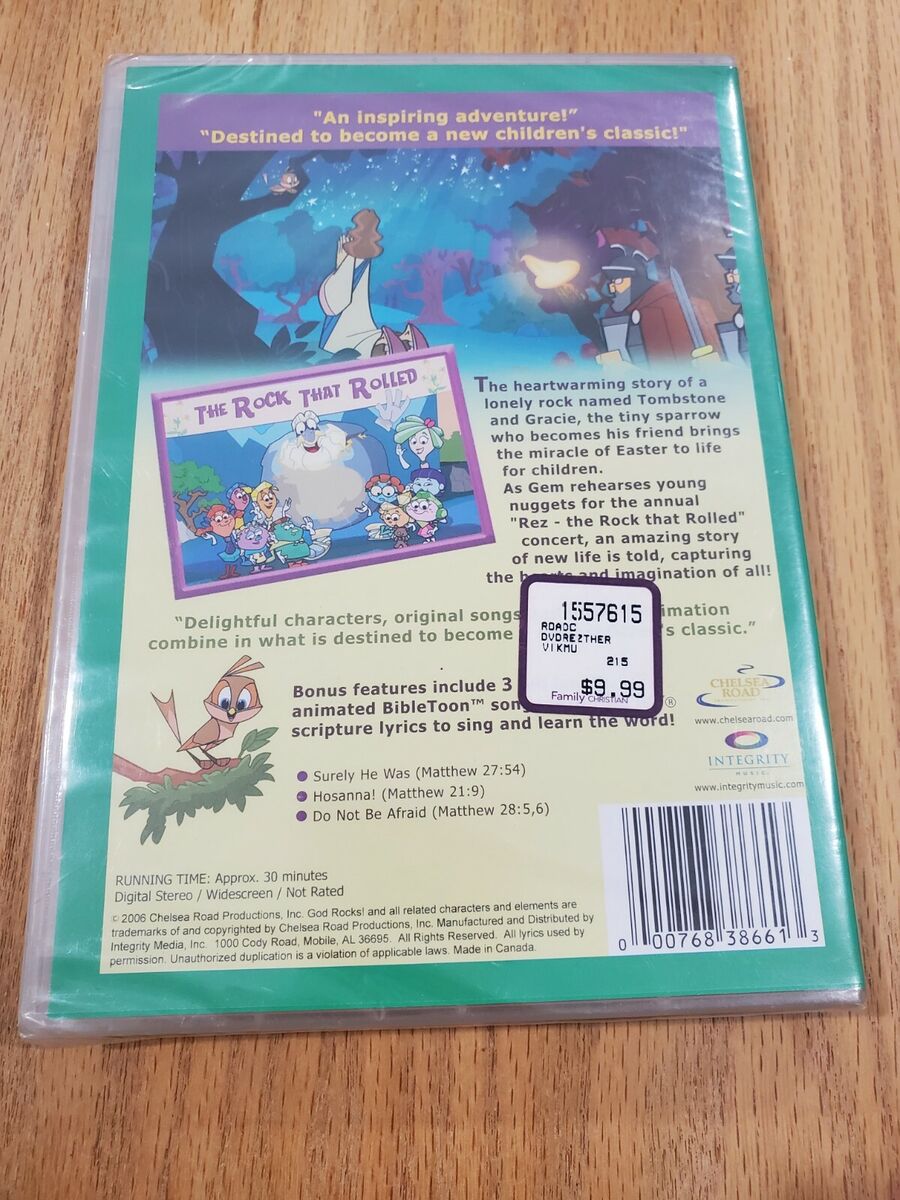 "An inspiring adventure!"
"Destined to become a new children's classic!"
THE ROCK THAT ROLLED
The heartwarming story of a
lonely rock named Tombstone
and Gracie, the tiny sparrow
who becomes his friend brings
the miracle of Easter to life
for children.
As Gem rehearses young
nuggets for the annual
"Rez - the Rock that Rolled"
concert, an amazing story
of new life is told, capturing
the hearts and imagination of all!
"Delightful characters, original songs
combine in what is destined to become 's classic."
1557615
RDADC
VIKMU
215
$9.99
Family CHRISTIAN
Bonus features include 3
animated BibleToon™ son ®
scripture lyrics to sing and learn the word!
Surely He Was (Matthew 27:54)
Hosanna! (Matthew 21:9)
Do Not Be Afraid (Matthew 28:5,6)
CHELSEA
ROAD
www.chelsearoad.com
INTEGRITY
MUSIC.
www.integritymusic.com
RUNNING TIME: Approx. 30 minutes
Digital Stereo / Widescreen / Not Rated
© 2006 Chelsea Road Productions, Inc. God Rocks! and all related characters and elements are
trademarks of and copyrighted by Chelsea Road Productions, Inc. Manufactured and Distributed by
Integrity Media, Inc. 1000 Cody Road, Mobile, AL 36695. All Rights Reserved. All lyrics used by
permission. Unauthorized duplication is a violation of applicable laws. Made in Canada.
0 00768 38661 3